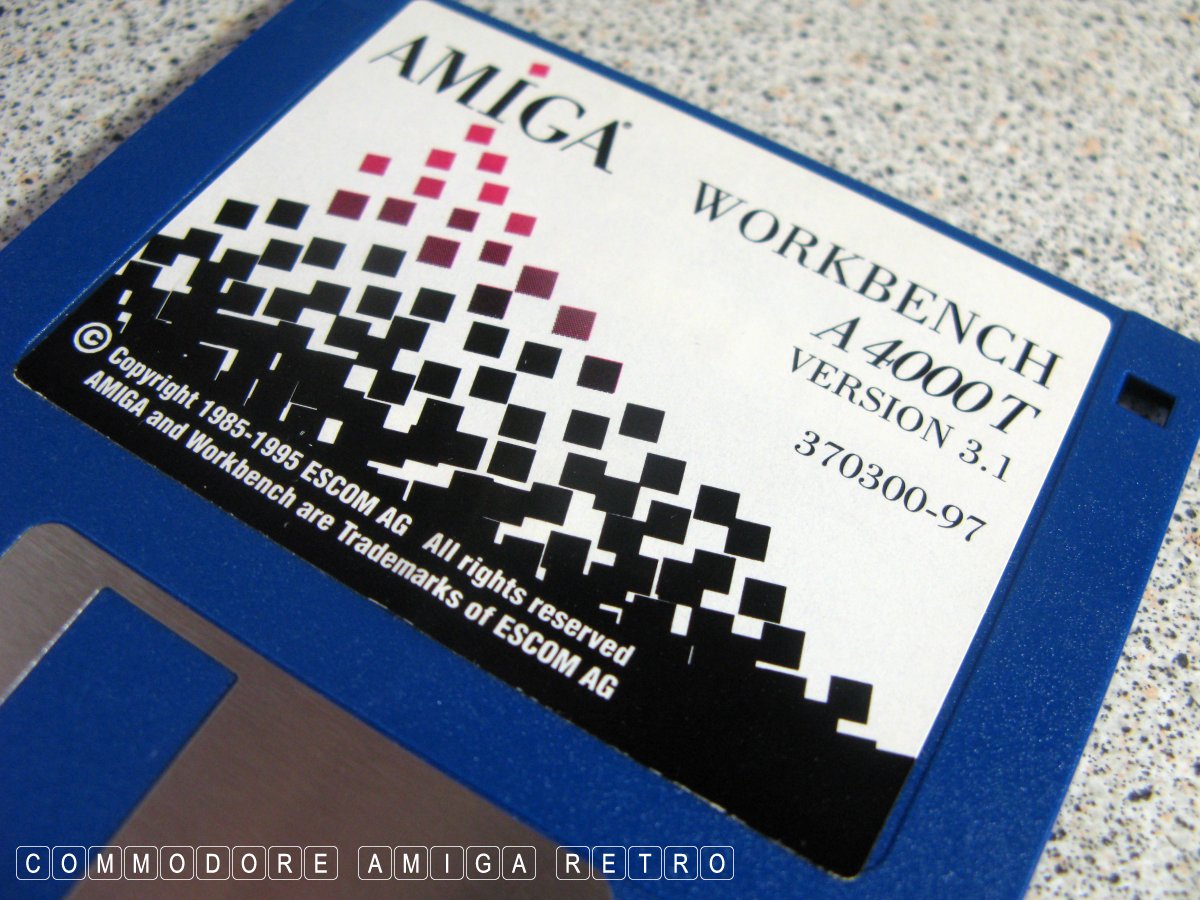 AMiGA
WORKBENCH
A4000T
VERSION 3.1
370300-97
© Copyright 1985-1995 ESCOM AG All rights reserved
AMIGA and Workbench are Trademarks of ESCOM AG
COMMODORE AMIGA RETRO